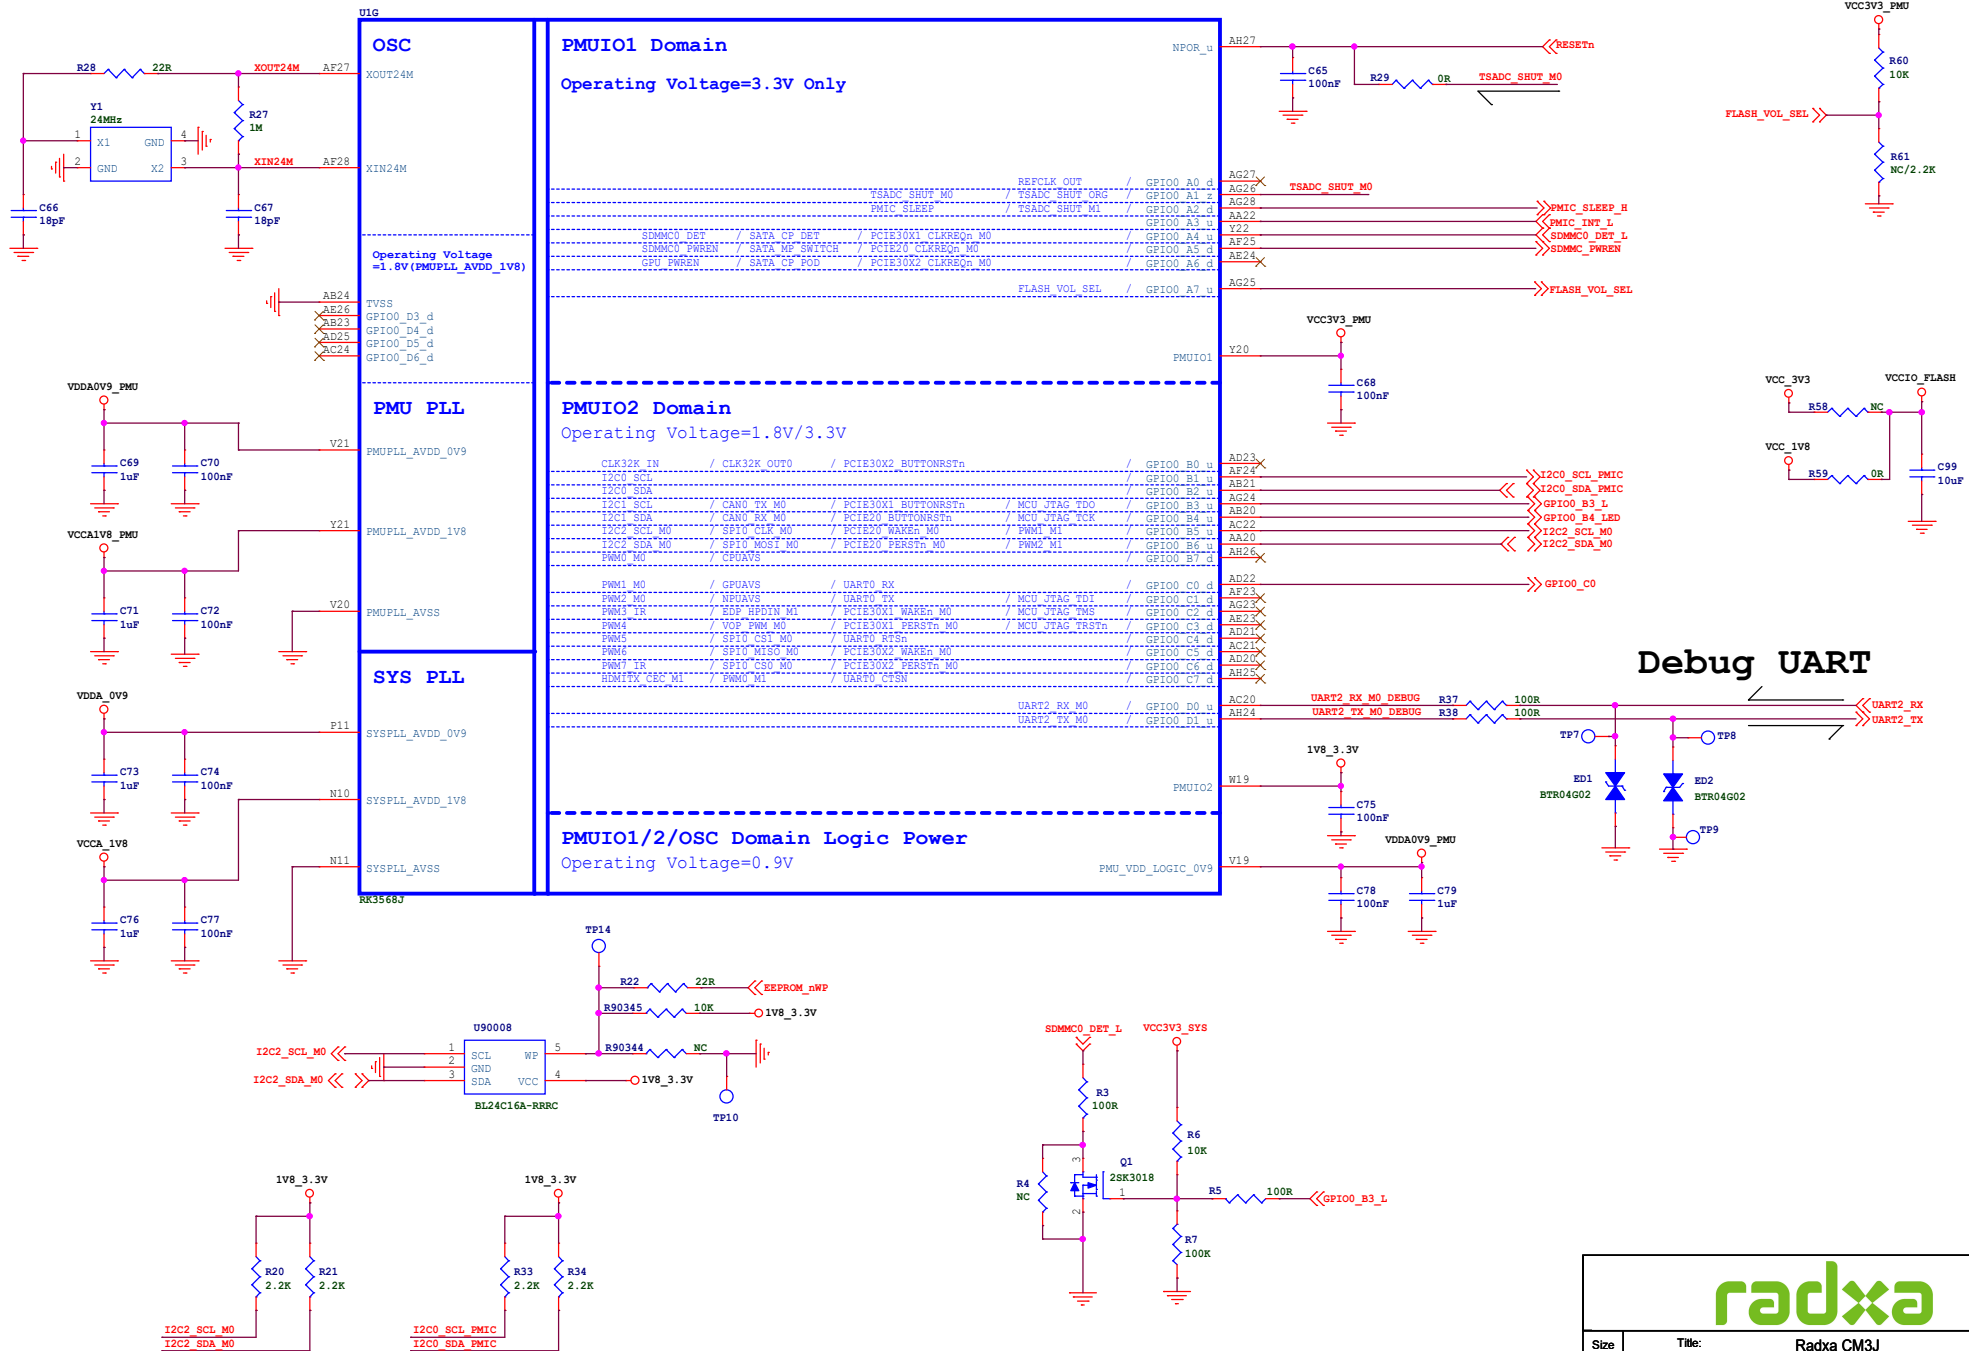 U1G
OSC
PMUIO1 Domain
Operating Voltage=3.3V Only
R28 22R XOUT24M AF27 XOUT24M
Y1
24MHz
R27
1M
1 X1 GND 4
2 GND X2 3
XIN24M AF28 XIN24M
C66
18pF
C67
18pF
Operating Voltage
=1.8V(PMUPLL_AVDD_1V8)
AB24 TVSS
AE26 GPIO0_D3_d
AB23 GPIO0_D4_d
AD25 GPIO0_D5_d
AC24 GPIO0_D6_d
NPOR_u AH27 RESETn
C65
100nF
R29 0R TSADC_SHUT_M0
REFCLK_OUT / GPIO0_A0_d AG27
TSADC_SHUT_M0 / TSADC_SHUT_ORG / GPIO0_A1_z AG26 TSADC_SHUT_M0
PMIC_SLEEP / TSADC_SHUT_M1 / GPIO0_A2_d AG28 PMIC_SLEEP_H
GPIO0_A3_u AA22 PMIC_INT_L
SDMMC0_DET / SATA_CP_DET / PCIE30X1_CLKREQn_M0 / GPIO0_A4_u Y22 SDMMC0_DET_L
SDMMC0_PWREN / SATA_MP_SWITCH / PCIE20_CLKREQn_M0 / GPIO0_A5_d AF25 SDMMC_PWREN
GPU_PWREN / SATA_CP_POD / PCIE30X2_CLKREQn_M0 / GPIO0_A6_d AE24
FLASH_VOL_SEL / GPIO0_A7_u AG25 FLASH_VOL_SEL
VCC3V3_PMU
PMUIO1 Y20
C68
100nF
VCC3V3_PMU
R60
10K
FLASH_VOL_SEL
R61
NC/2.2K
VCC_3V3 VCCIO_FLASH
R58 NC
VCC_1V8
R59 0R
C99
10uF
PMU PLL
VDDA0V9_PMU
V21 PMUPLL_AVDD_0V9
C69
1uF
C70
100nF
VCCA1V8_PMU
Y21 PMUPLL_AVDD_1V8
C71
1uF
C72
100nF
V20 PMUPLL_AVSS
SYS PLL
VDDA_0V9
P11 SYSPLL_AVDD_0V9
C73
1uF
C74
100nF
N10 SYSPLL_AVDD_1V8
VCCA_1V8
N11 SYSPLL_AVSS
C76
1uF
C77
100nF
RK3568J
PMUIO2 Domain
Operating Voltage=1.8V/3.3V
CLK32K_IN / CLK32K_OUT0 / PCIE30X2_BUTTONRSTn / GPIO0_B0_u AD23
I2C0_SCL / GPIO0_B1_u AF24 I2C0_SCL_PMIC
I2C0_SDA / GPIO0_B2_u AB21 I2C0_SDA_PMIC
I2C1_SCL / CAN0_TX_M0 / PCIE30X1_BUTTONRSTn / MCU_JTAG_TDO / GPIO0_B3_u AG24 GPIO0_B3_L
I2C1_SDA / CAN0_RX_M0 / PCIE20_BUTTONRSTn / MCU_JTAG_TCK / GPIO0_B4_u AB20 GPIO0_B4_LED
I2C2_SCL_M0 / SPI0_CLK_M0 / PCIE20_WAKEn_M0 / PWM1_M1 / GPIO0_B5_u AC22 I2C2_SCL_M0
I2C2_SDA_M0 / SPI0_MOSI_M0 / PCIE20_PERSTn_M0 / PWM2_M1 / GPIO0_B6_u AA20 I2C2_SDA_M0
PWM0_M0 / CPUAVS / GPIO0_B7_d AH26
PWM1_M0 / GPUAVS / UART0_RX / GPIO0_C0_d AD22 GPIO0_C0
PWM2_M0 / NPUAVS / UART0_TX / MCU_JTAG_TDI / GPIO0_C1_d AF23
PWM3_IR / EDP_HPDIN_M1 / PCIE30X1_WAKEn_M0 / MCU_JTAG_TMS / GPIO0_C2_d AG23
PWM4 / VOP_PWM_M0 / PCIE30X1_PERSTn_M0 / MCU_JTAG_TRSTn / GPIO0_C3_d AE23
PWM5 / SPI0_CS1_M0 / UART0_RTSn / GPIO0_C4_d AD21
PWM6 / SPI0_MISO_M0 / PCIE30X2_WAKEn_M0 / GPIO0_C5_d AC21
PWM7_IR / SPI0_CS0_M0 / PCIE30X2_PERSTn_M0 / GPIO0_C6_d AD20
HDMITX_CEC_M1 / PWM0_M1 / UART0_CTSN / GPIO0_C7_d AH25
UART2_RX_M0 / GPIO0_D0_u AC20 UART2_RX_M0_DEBUG R37 100R UART2_RX
UART2_TX_M0 / GPIO0_D1_u AH24 UART2_TX_M0_DEBUG R38 100R UART2_TX
Debug UART
TP7 TP8
ED1
BTR04G02
ED2
BTR04G02
TP9
1V8_3.3V
PMUIO2 W19
C75
100nF
PMUIO1/2/OSC Domain Logic Power
Operating Voltage=0.9V
VDDA0V9_PMU
PMU_VDD_LOGIC_0V9 V19
C78
100nF
C79
1uF
TP14
R22 22R EEPROM_nWP
R90345 10K 1V8_3.3V
U90008
R90344 NC
I2C2_SCL_M0 1 SCL WP 5
2 GND
I2C2_SDA_M0 3 SDA VCC 4 1V8_3.3V
BL24C16A-RRRC
TP10
SDMMC0_DET_L VCC3V3_SYS
R3
100R
R6
10K
3
Q1
2SK3018
R4
NC
1
2
R5 100R GPIO0_B3_L
R7
100K
1V8_3.3V
R20
2.2K
R21
2.2K
I2C2_SCL_M0
I2C2_SDA_M0
1V8_3.3V
R33
2.2K
R34
2.2K
I2C0_SCL_PMIC
I2C0_SDA_PMIC
radxa
Size Title: Radxa CM3J